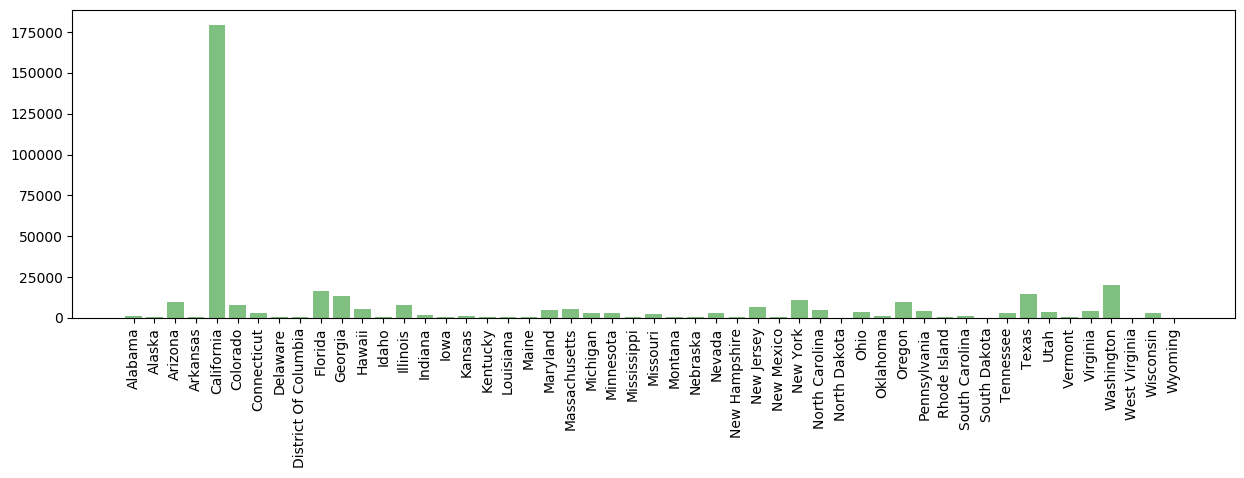 175000
150000
125000
100000
75000
50000
25000
0
Alabama
Alaska
Arizona
Arkansas
California
Colorado
Connecticut
Delaware
District Of Columbia
Florida
Georgia
Hawaii
Idaho
Illinois
Indiana
Iowa
Kansas
Kentucky
Louisiana
Maine
Maryland
Massachusetts
Michigan
Minnesota
Mississippi
Missouri
Montana
Nebraska
Nevada
New Hampshire
New Jersey
New Mexico
New York
North Carolina
North Dakota
Ohio
Oklahoma
Oregon
Pennsylvania
Rhode Island
South Carolina
South Dakota
Tennessee
Texas
Utah
Vermont
Virginia
Washington
West Virginia
Wisconsin
Wyoming